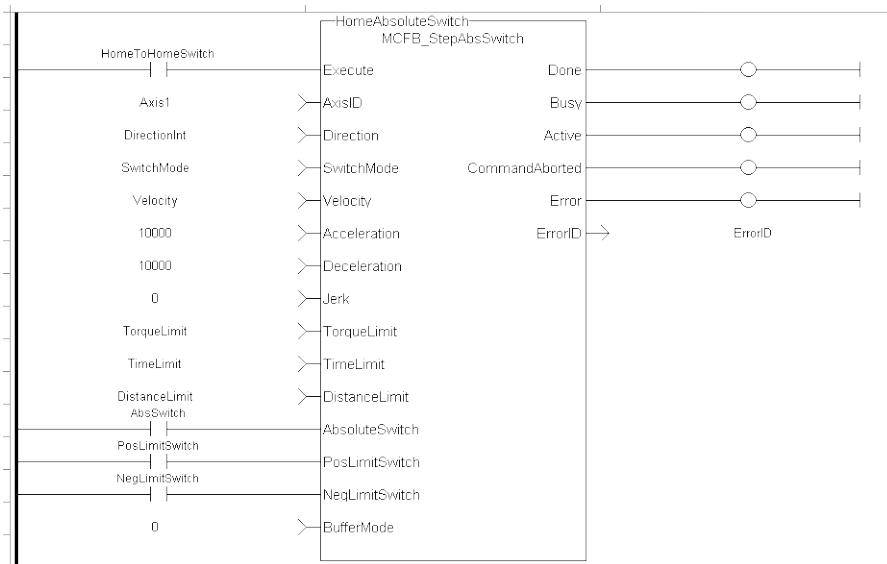 HomeAbsoluteSwitch
MCFB_StepAbsSwitch
HomeToHomeSwitch
Execute Done
Axis1 AxisID Busy
DirectionInt Direction Active
SwitchMode SwitchMode CommandAborted
Velocity Velocity Error
10000 Acceleration ErrorID ErrorID
10000 Deceleration
0 Jerk
TorqueLimit TorqueLimit
TimeLimit TimeLimit
DistanceLimit DistanceLimit
AbsSwitch
AbsoluteSwitch
PosLimitSwitch
PosLimitSwitch
NegLimitSwitch
NegLimitSwitch
0 BufferMode